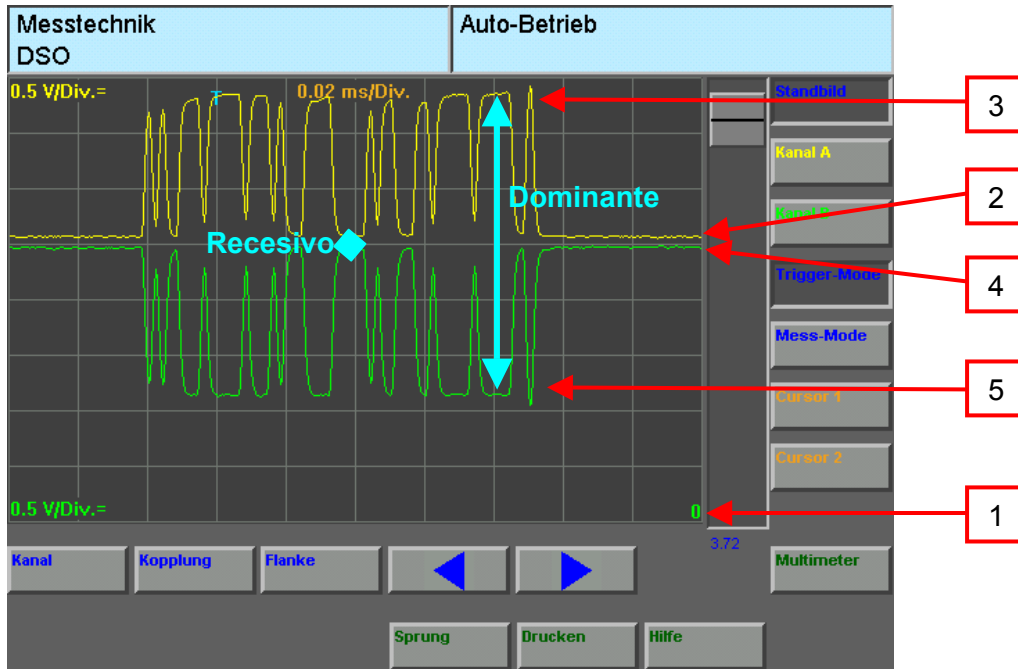 Messtechnik
DSO
Auto-Betrieb
0.5 V/Div.=
T
0.02 ms/Div.
Standbild
3
Kanal A
2
Dominante
Recesivo
4
Trigger-Mode
Mess-Mode
5
Cursor 1
Cursor 2
0.5 V/Div.=
0
1
3.72
Kanal
Kopplung
Flanke
Multimeter
Sprung
Drucken
Hilfe